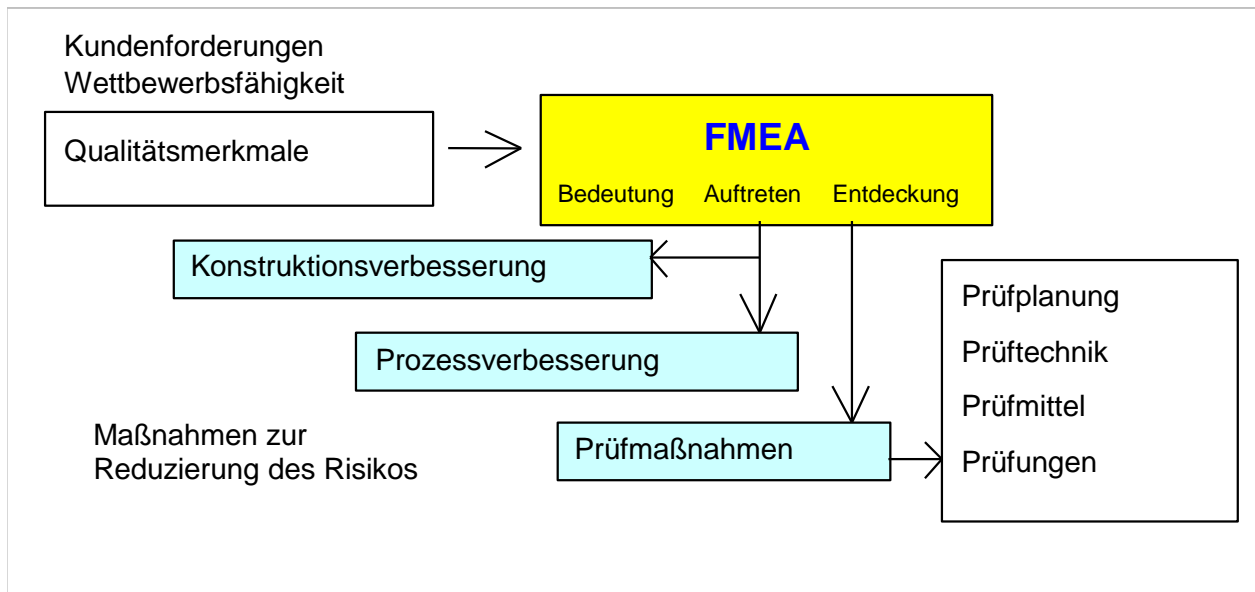 Kundenforderungen
Wettbewerbsfähigkeit
Qualitätsmerkmale
FMEA
Bedeutung Auftreten Entdeckung
Konstruktionsverbesserung
Prozessverbesserung
Maßnahmen zur
Reduzierung des Risikos
Prüfmaßnahmen
Prüfplanung
Prüftechnik
Prüfmittel
Prüfungen